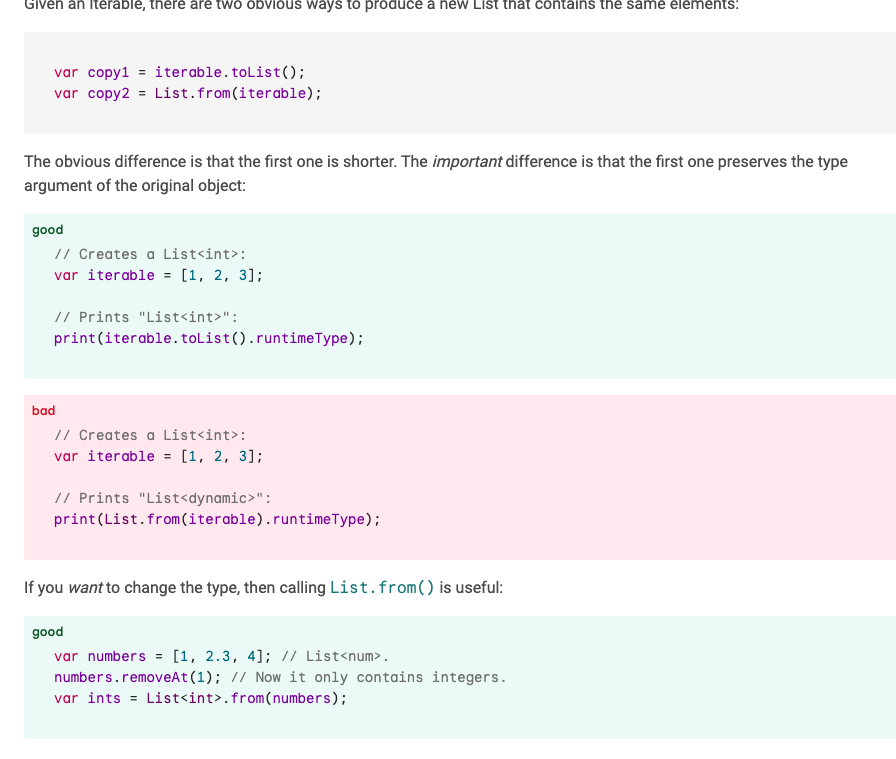 Given an Iterable, there are two obvious ways to produce a new List that contains the same elements:
var copy1 = iterable.toList();
var copy2 = List.from(iterable);
The obvious difference is that the first one is shorter. The important difference is that the first one preserves the type
argument of the original object:
good
// Creates a List<int>:
var iterable = [1, 2, 3];
// Prints "List<int>":
print(iterable.toList().runtimeType);
bad
// Creates a List<int>:
var iterable = [1, 2, 3];
// Prints "List<dynamic>":
print(List.from(iterable).runtimeType);
If you want to change the type, then calling List.from() is useful:
good
var numbers = [1, 2.3, 4]; // List<num>.
numbers.removeAt(1); // Now it only contains integers.
var ints = List<int>.from(numbers);